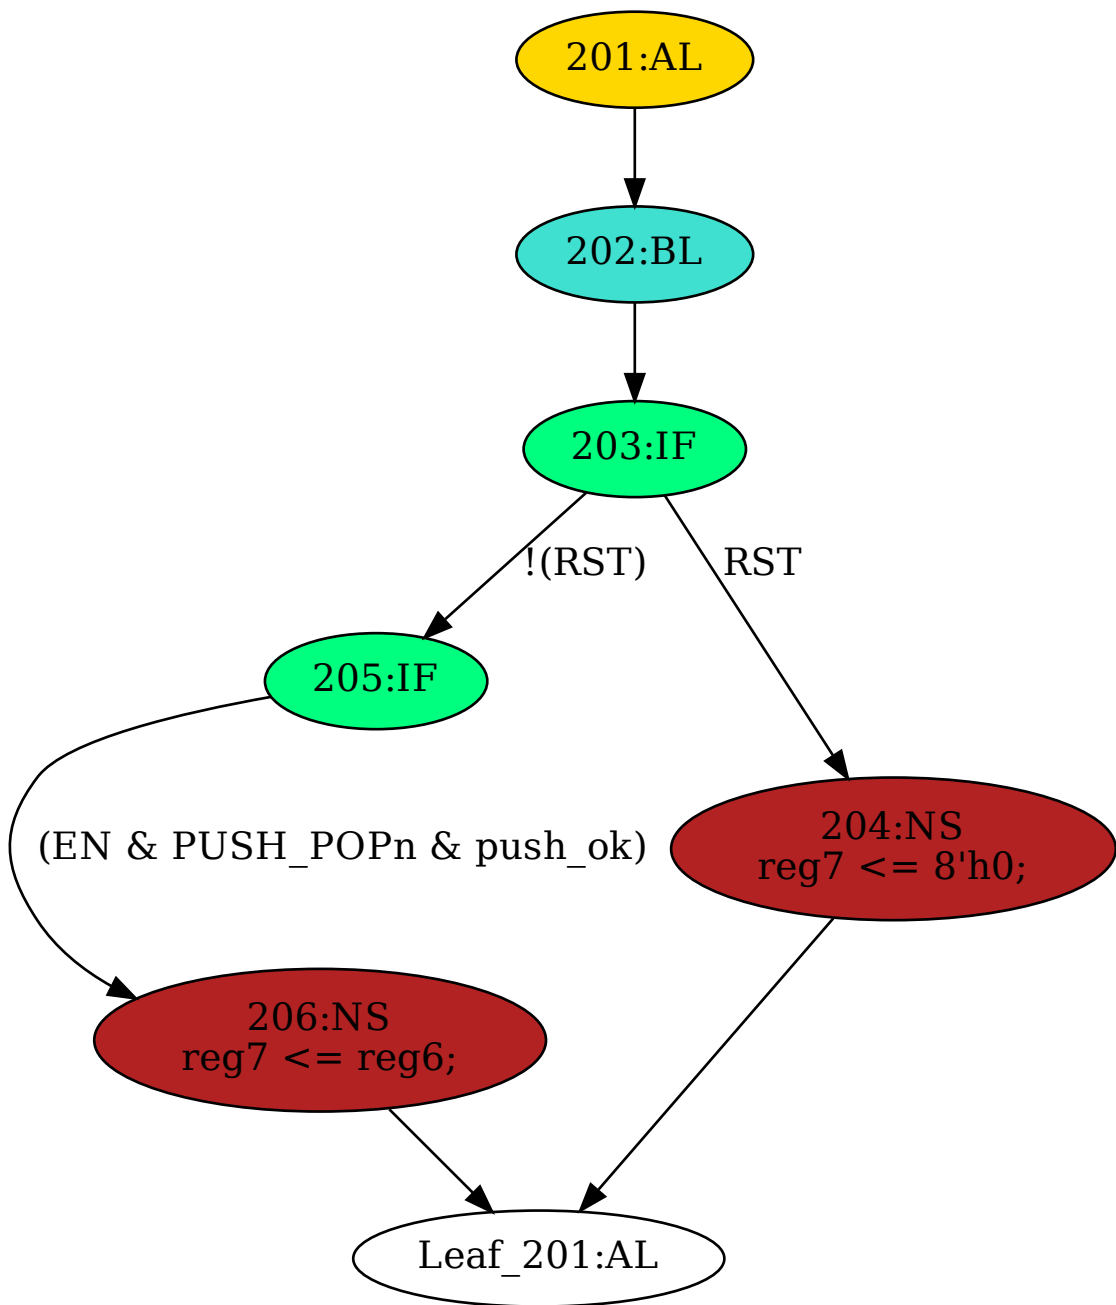 201:AL
202:BL
203:IF
!(RST)
RST
205:IF
(EN & PUSH_POPn & push_ok)
204:NS
reg7 <= 8'h0;
206:NS
reg7 <= reg6;
Leaf_201:AL